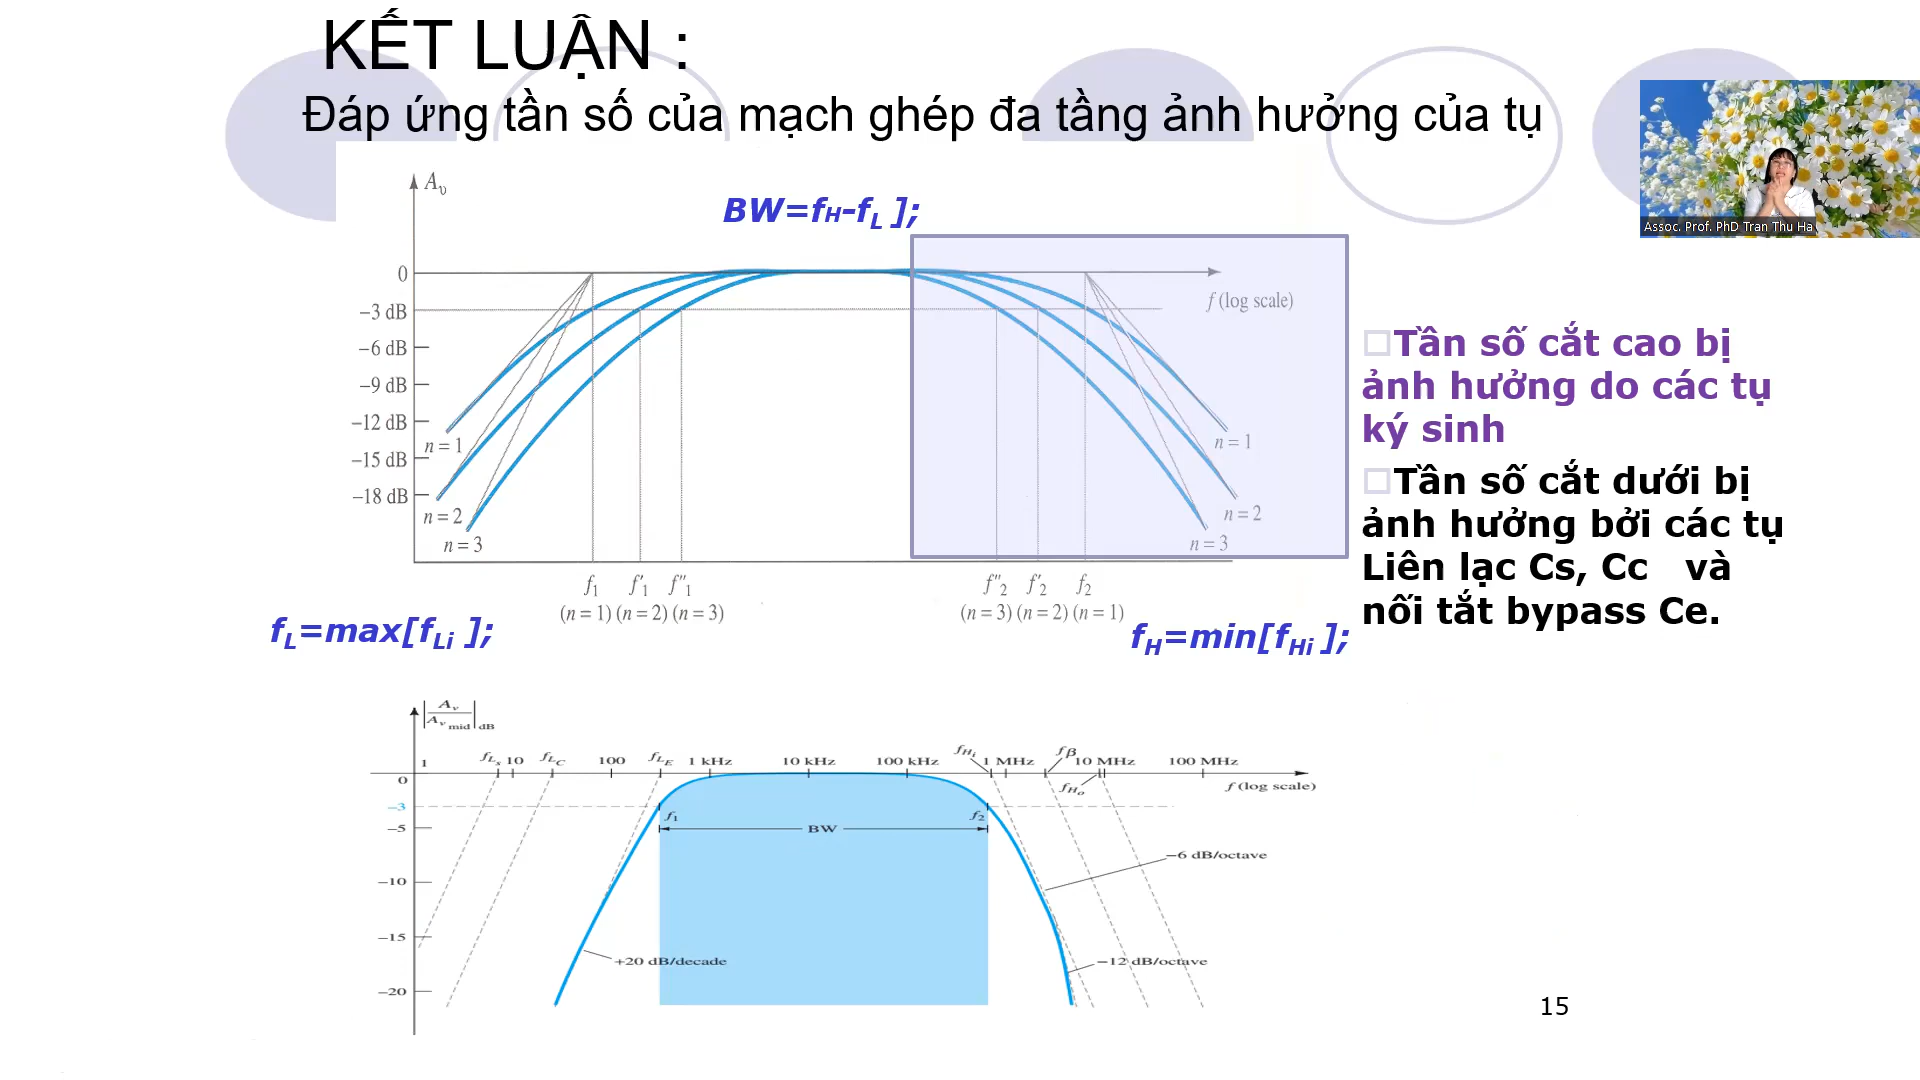 KẾT LUẬN :
Đáp ứng tần số của mạch ghép đa tầng ảnh hưởng của tụ
Assoc. Prof. PhD Tran Thu Ha
Aυ
BW=fH-fL ];
0
f (log scale)
−3 dB
−6 dB
−9 dB
−12 dB
−15 dB
−18 dB
n = 1
n = 2
n = 3
n = 1
n = 2
n = 3
f1 f′1 f″1
(n = 1) (n = 2) (n = 3)
f″2 f′2 f2
(n = 3) (n = 2) (n = 1)
fL=max[fLi ];
fH=min[fHi ];
Tần số cắt cao bị
ảnh hưởng do các tụ
ký sinh
Tần số cắt dưới bị
ảnh hưởng bởi các tụ
Liên lạc Cs, Cc và
nối tắt bypass Ce.
|Av / Av mid| dB
1 fLs 10 fLC 100 fLE 1 kHz 10 kHz 100 kHz fHi 1 MHz fβ 10 MHz 100 MHz
fHo
f (log scale)
0
−3
−5
−10
−15
−20
f1 BW f2
−6 dB/octave
+20 dB/decade
−12 dB/octave
15